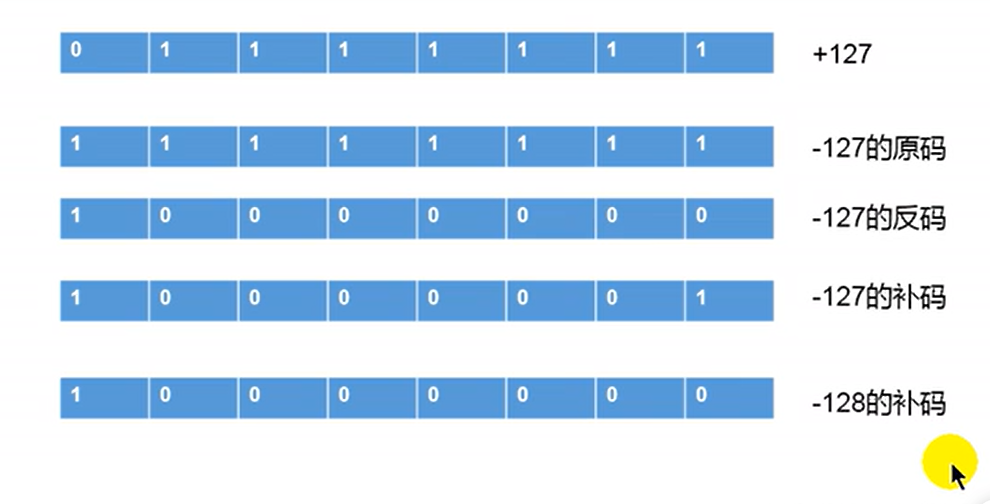 0 1 1 1 1 1 1 1 +127
1 1 1 1 1 1 1 1 -127的原码
1 0 0 0 0 0 0 0 -127的反码
1 0 0 0 0 0 0 1 -127的补码
1 0 0 0 0 0 0 0 -128的补码